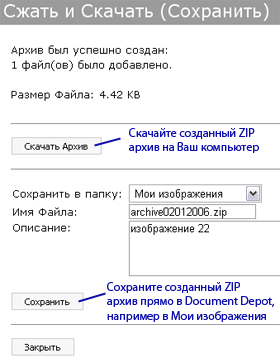 Сжать и Скачать (Сохранить)
Архив был успешно создан:
1 файл(ов) было добавлено.
Размер Файла: 4.42 KB
Скачать Архив
Скачайте созданный ZIP
архив на Ваш компьютер
Сохранить в папку: Мои изображения
Имя Файла: archive02012006.zip
Описание: изображение 22
Сохраните созданный ZIP
Сохранить
архив прямо в Document Depot,
например в Мои изображения
Закрыть